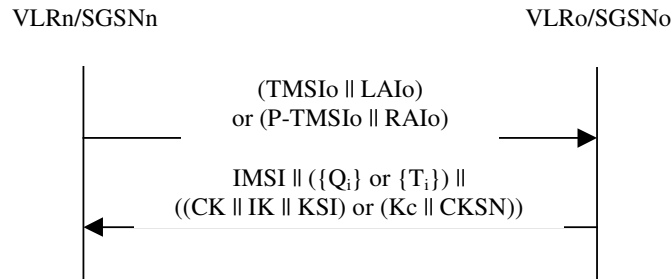 VLRn/SGSNn
VLRo/SGSNo
(TMSIo || LAIo)
or (P-TMSIo || RAIo)
IMSI || ({Qi} or {Ti}) ||
((CK || IK || KSI) or (Kc || CKSN))